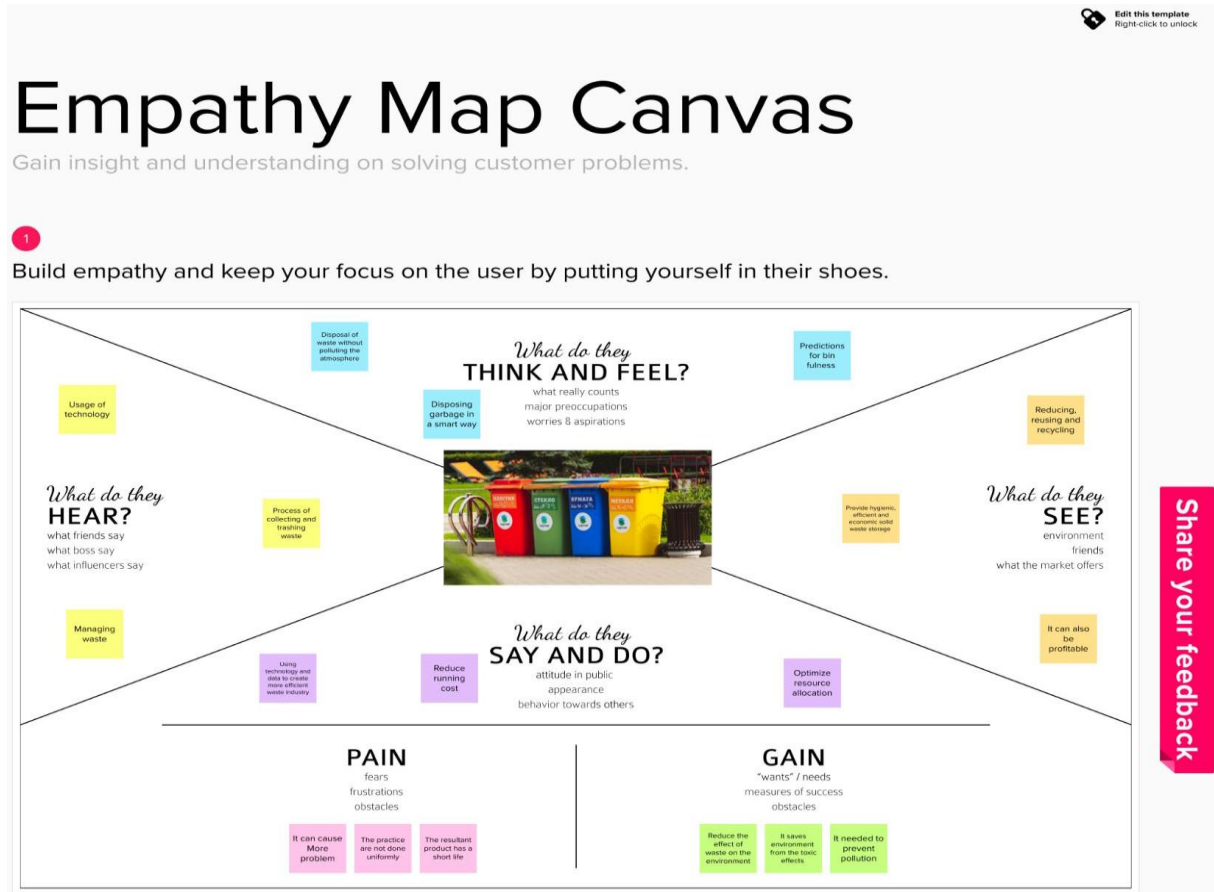 Edit this template
Right-click to unlock
Empathy Map Canvas
Gain insight and understanding on solving customer problems.
1
Build empathy and keep your focus on the user by putting yourself in their shoes.
Disposal of
waste without
polluting the
atmosphere
Disposing
garbage in
a smart way
What do they
THINK AND FEEL?
what really counts
major preoccupations
worries & aspirations
Predictions
for bin
fulness
Usage of
technology
What do they
HEAR?
what friends say
what boss say
what influencers say
Process of
collecting and
trashing
waste
Managing
waste
Reducing,
reusing and
recycling
Provide hygienic,
efficient and
economic solid
waste storage
What do they
SEE?
environment
friends
what the market offers
It can also
be
profitable
Using
technology and
data to create
more efficient
waste industry
Reduce
running
cost
What do they
SAY AND DO?
attitude in public
appearance
behavior towards others
Optimize
resource
allocation
PAIN
fears
frustrations
obstacles
It can cause
More
problem
The practice
are not done
uniformly
The resultant
product has a
short life
GAIN
"wants" / needs
measures of success
obstacles
Reduce the
effect of
waste on the
environment
It saves
environment
from the toxic
effects
It needed to
prevent
pollution
Share your feedback